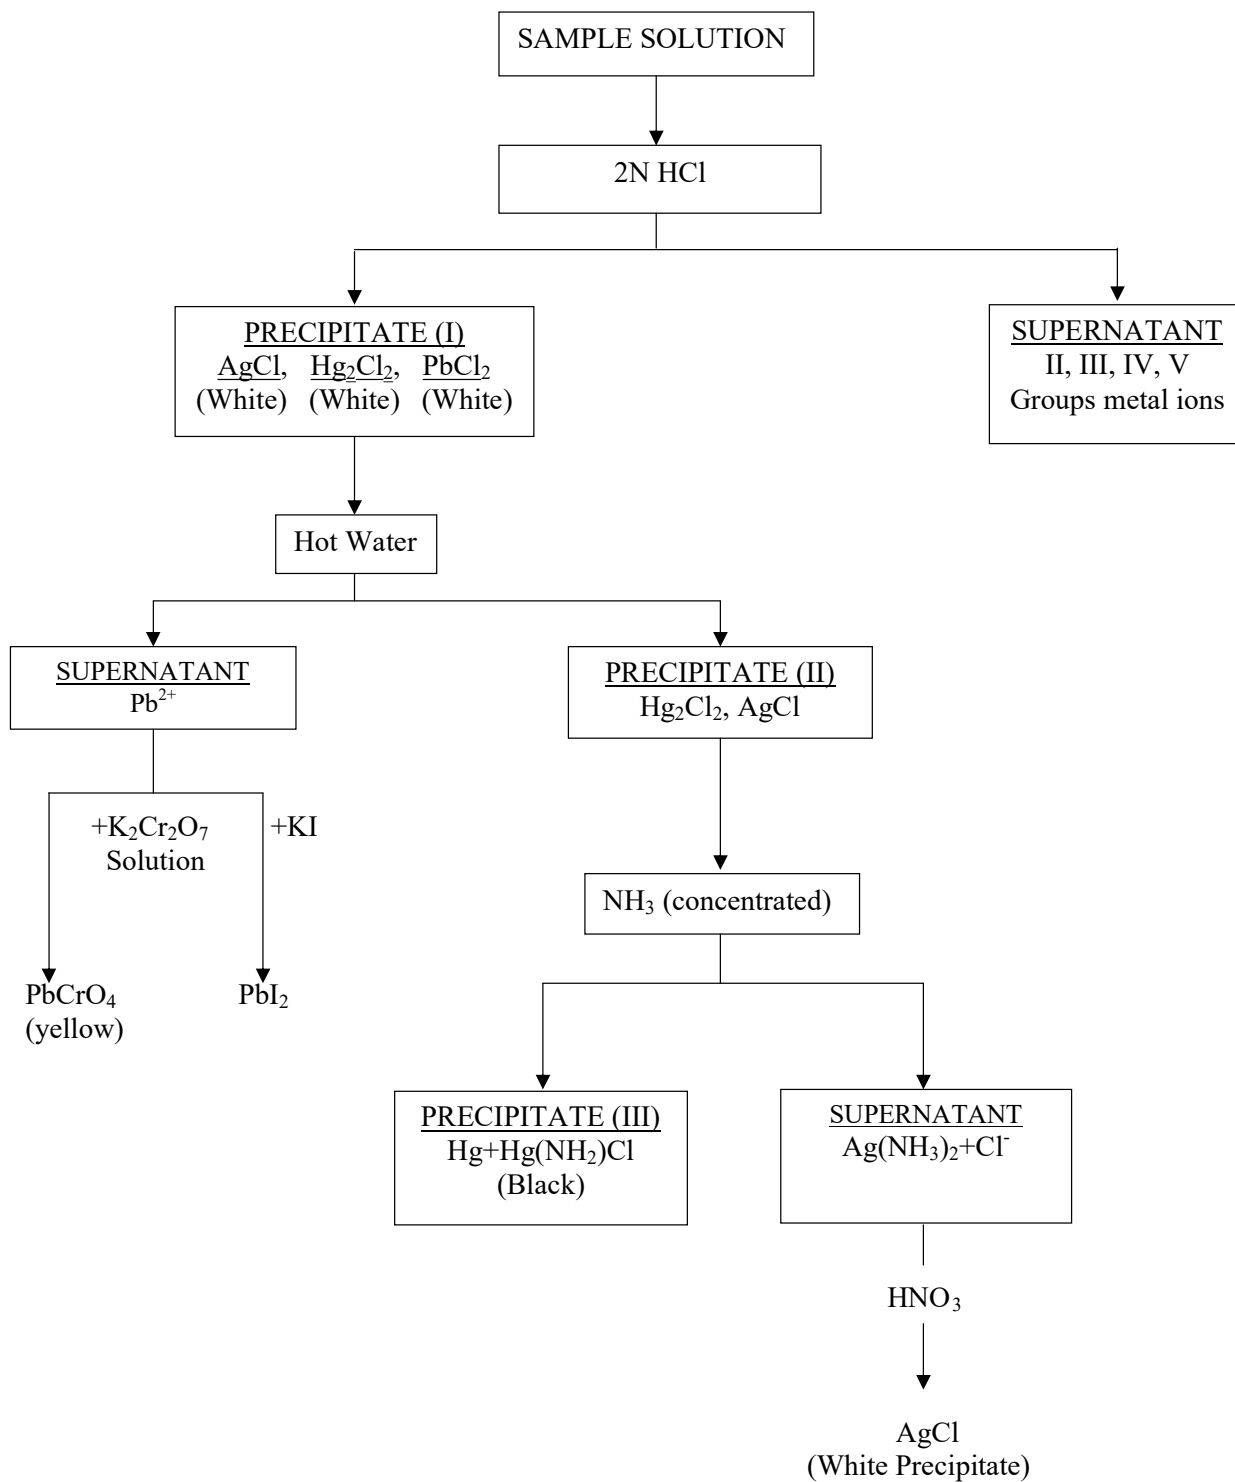 SAMPLE SOLUTION
2N HCl
PRECIPITATE (I)
AgCl, Hg₂Cl₂, PbCl₂
(White) (White) (White)
SUPERNATANT
II, III, IV, V
Groups metal ions
Hot Water
SUPERNATANT
Pb²⁺
PRECIPITATE (II)
Hg₂Cl₂, AgCl
+K₂Cr₂O₇
Solution
+KI
NH₃ (concentrated)
PbCrO₄
(yellow)
PbI₂
PRECIPITATE (III)
Hg+Hg(NH₂)Cl
(Black)
SUPERNATANT
Ag(NH₃)₂+Cl⁻
HNO₃
AgCl
(White Precipitate)